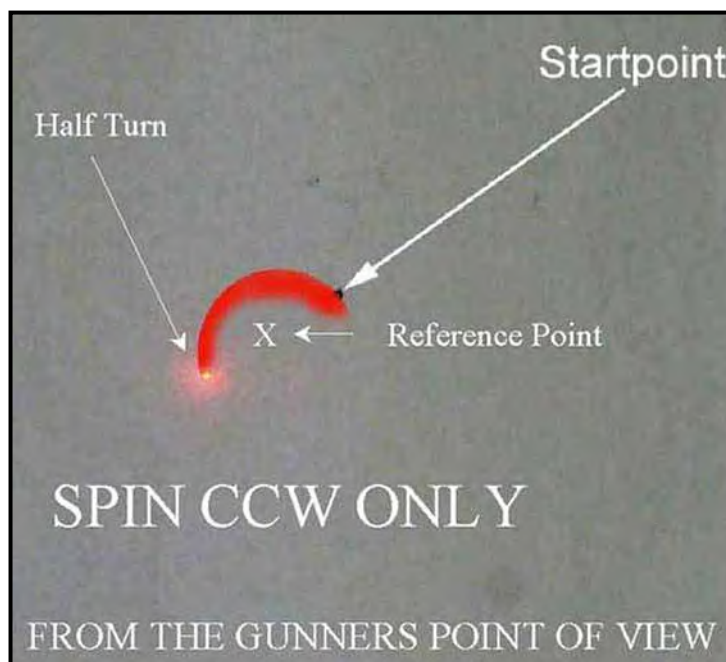 Startpoint
Half Turn
X
Reference Point
SPIN CCW ONLY
FROM THE GUNNERS POINT OF VIEW